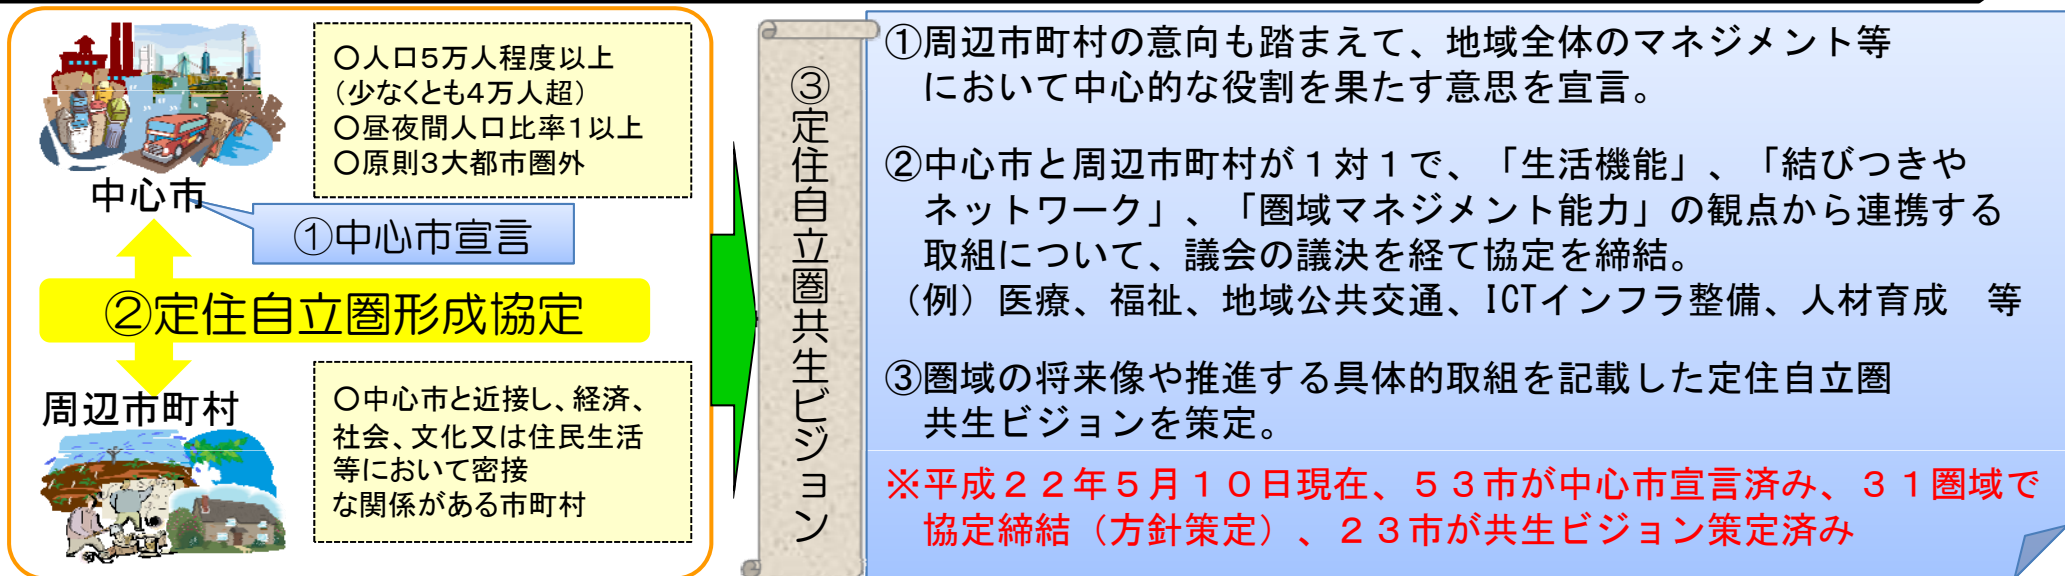 〇人口5万人程度以上
(少なくとも4万人超)
〇昼夜間人口比率1以上
〇原則3大都市圏外
中心市
①中心市宣言
②定住自立圏形成協定
周辺市町村
〇中心市と近接し、経済、
社会、文化又は住民生活
等において密接
な関係がある市町村
③定住自立圏共生ビジョン
①周辺市町村の意向も踏まえて、地域全体のマネジメント等
において中心的な役割を果たす意思を宣言。
②中心市と周辺市町村が１対１で、「生活機能」、「結びつきや
ネットワーク」、「圏域マネジメント能力」の観点から連携する
取組について、議会の議決を経て協定を締結。
（例）医療、福祉、地域公共交通、ICTインフラ整備、人材育成　等
③圏域の将来像や推進する具体的取組を記載した定住自立圏
共生ビジョンを策定。
※平成２２年５月１０日現在、５３市が中心市宣言済み、３１圏域で
協定締結（方針策定）、２３市が共生ビジョン策定済み